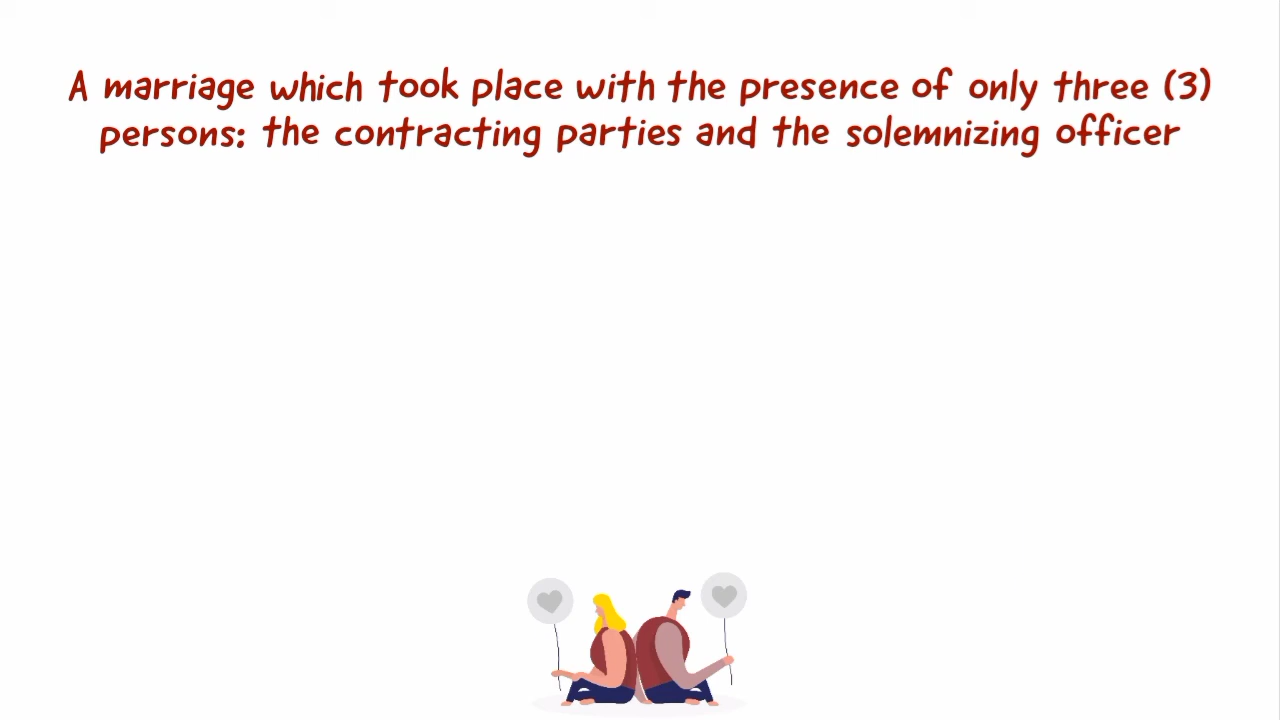 A marriage which took place with the presence of only three (3)
persons: the contracting parties and the solemnizing officer